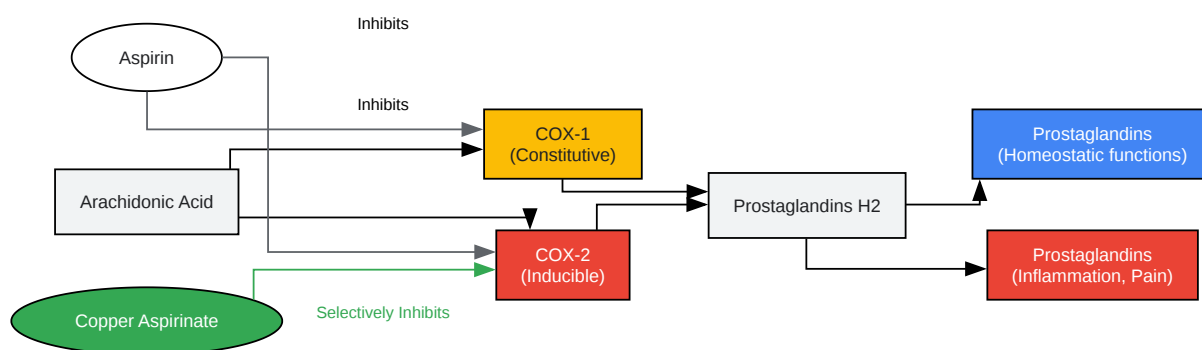 Inhibits
Aspirin
Inhibits
COX-1
(Constitutive)
Prostaglandins
(Homeostatic functions)
Arachidonic Acid
Prostaglandins H2
COX-2
(Inducible)
Prostaglandins
(Inflammation, Pain)
Copper Aspirinate
Selectively Inhibits